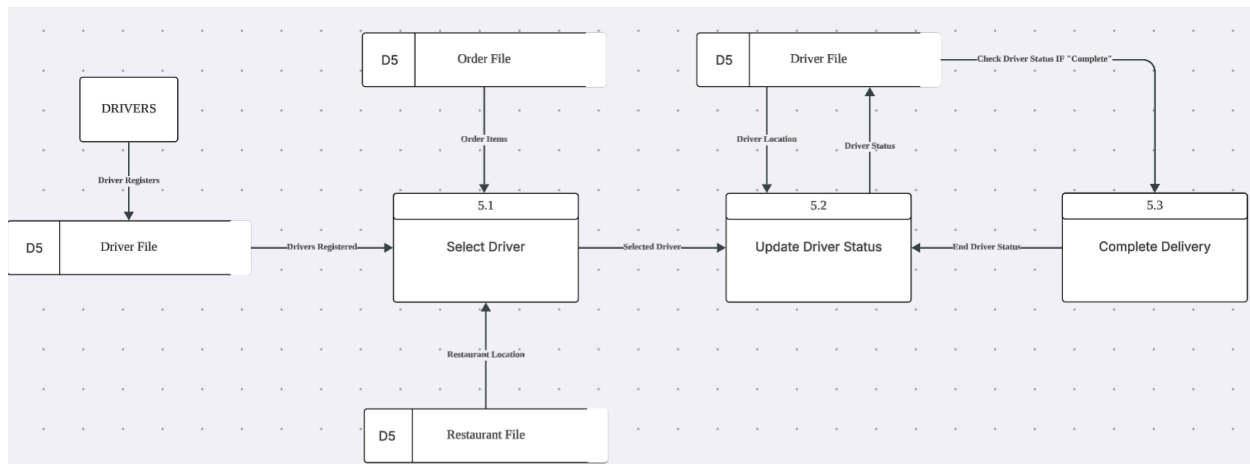 D5 Order File
D5 Driver File
Check Driver Status IF "Complete"
DRIVERS
Order Items
Driver Location
Driver Status
Driver Registers
5.1
5.2
5.3
D5 Driver File
Drivers Registered
Select Driver
Selected Driver
Update Driver Status
End Driver Status
Complete Delivery
Restaurant Location
D5 Restaurant File